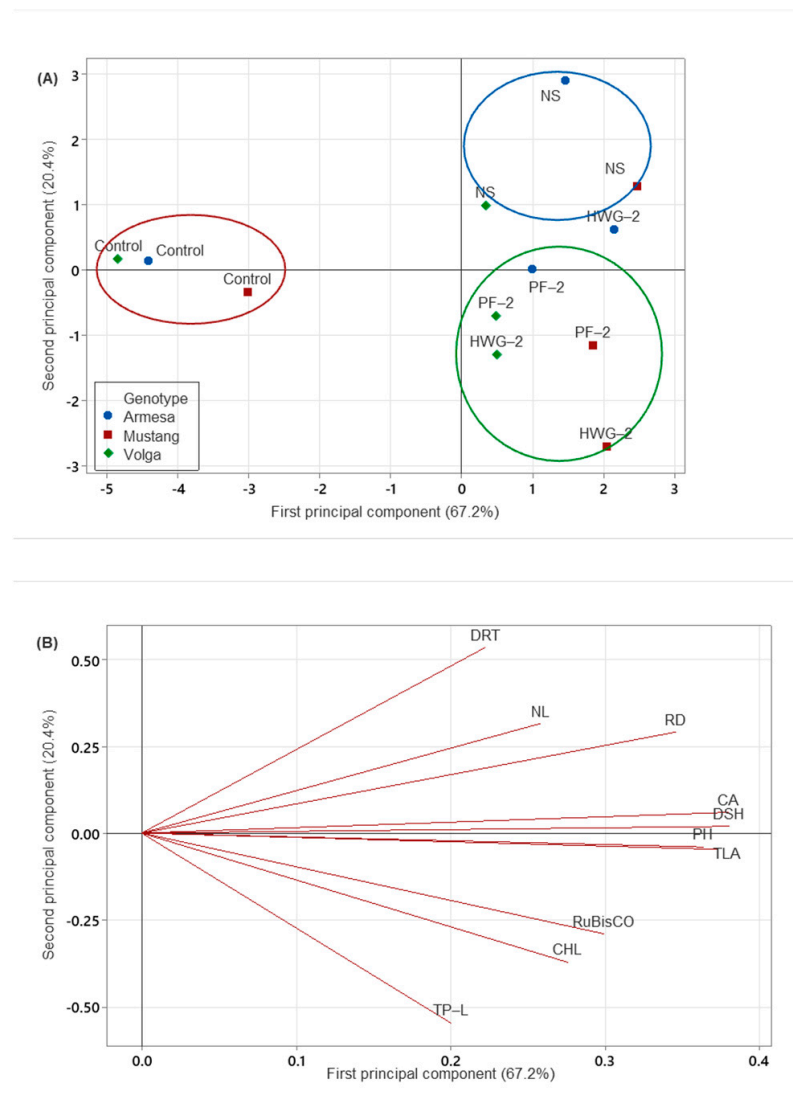 (A)
Second principal component (20.4%)
3
2
1
0
-1
-2
-3
NS
NS
NS
HWG–2
Control
Control
Control
PF–2
PF–2
PF–2
HWG–2
HWG–2
Genotype
Armesa
Mustang
Volga
-5 -4 -3 -2 -1 0 1 2 3
First principal component (67.2%)
(B)
Second principal component (20.4%)
0.50
0.25
0.00
-0.25
-0.50
DRT
NL
RD
CA
DSH
PH
TLA
RuBisCO
CHL
TP–L
0.0 0.1 0.2 0.3 0.4
First principal component (67.2%)